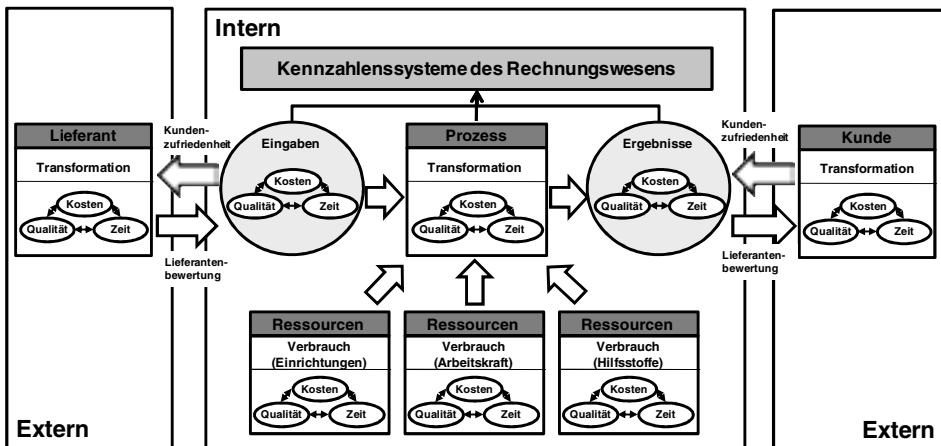 Intern
Kennzahlenssysteme des Rechnungswesens
Lieferant
Transformation
Kosten
Qualität
Zeit
Extern
Kunden-
zufriedenheit
Lieferanten-
bewertung
Eingaben
Kosten
Qualität
Zeit
Prozess
Transformation
Kosten
Qualität
Zeit
Ergebnisse
Kosten
Qualität
Zeit
Kunden-
zufriedenheit
Lieferanten-
bewertung
Kunde
Transformation
Kosten
Qualität
Zeit
Ressourcen
Verbrauch
(Einrichtungen)
Kosten
Qualität
Zeit
Ressourcen
Verbrauch
(Arbeitskraft)
Kosten
Qualität
Zeit
Ressourcen
Verbrauch
(Hilfsstoffe)
Kosten
Qualität
Zeit
Extern